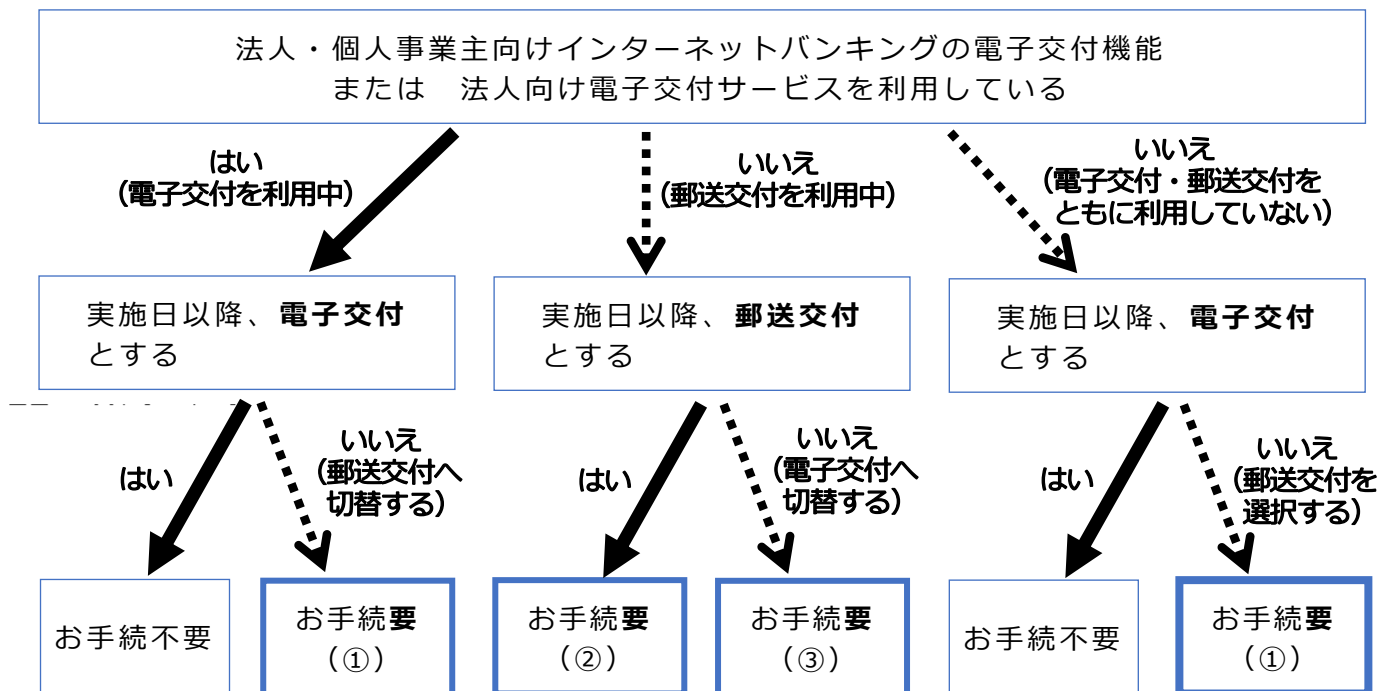 法人・個人事業主向けインターネットバンキングの電子交付機能
または　法人向け電子交付サービスを利用している
はい
（電子交付を利用中）
いいえ
（郵送交付を利用中）
いいえ
（電子交付・郵送交付を
ともに利用していない）
実施日以降、電子交付
とする
実施日以降、郵送交付
とする
実施日以降、電子交付
とする
はい
いいえ
（郵送交付へ
切替する）
はい
いいえ
（電子交付へ
切替する）
はい
いいえ
（郵送交付を
選択する）
お手続不要
お手続要
（①）
お手続要
（②）
お手続要
（③）
お手続不要
お手続要
（①）